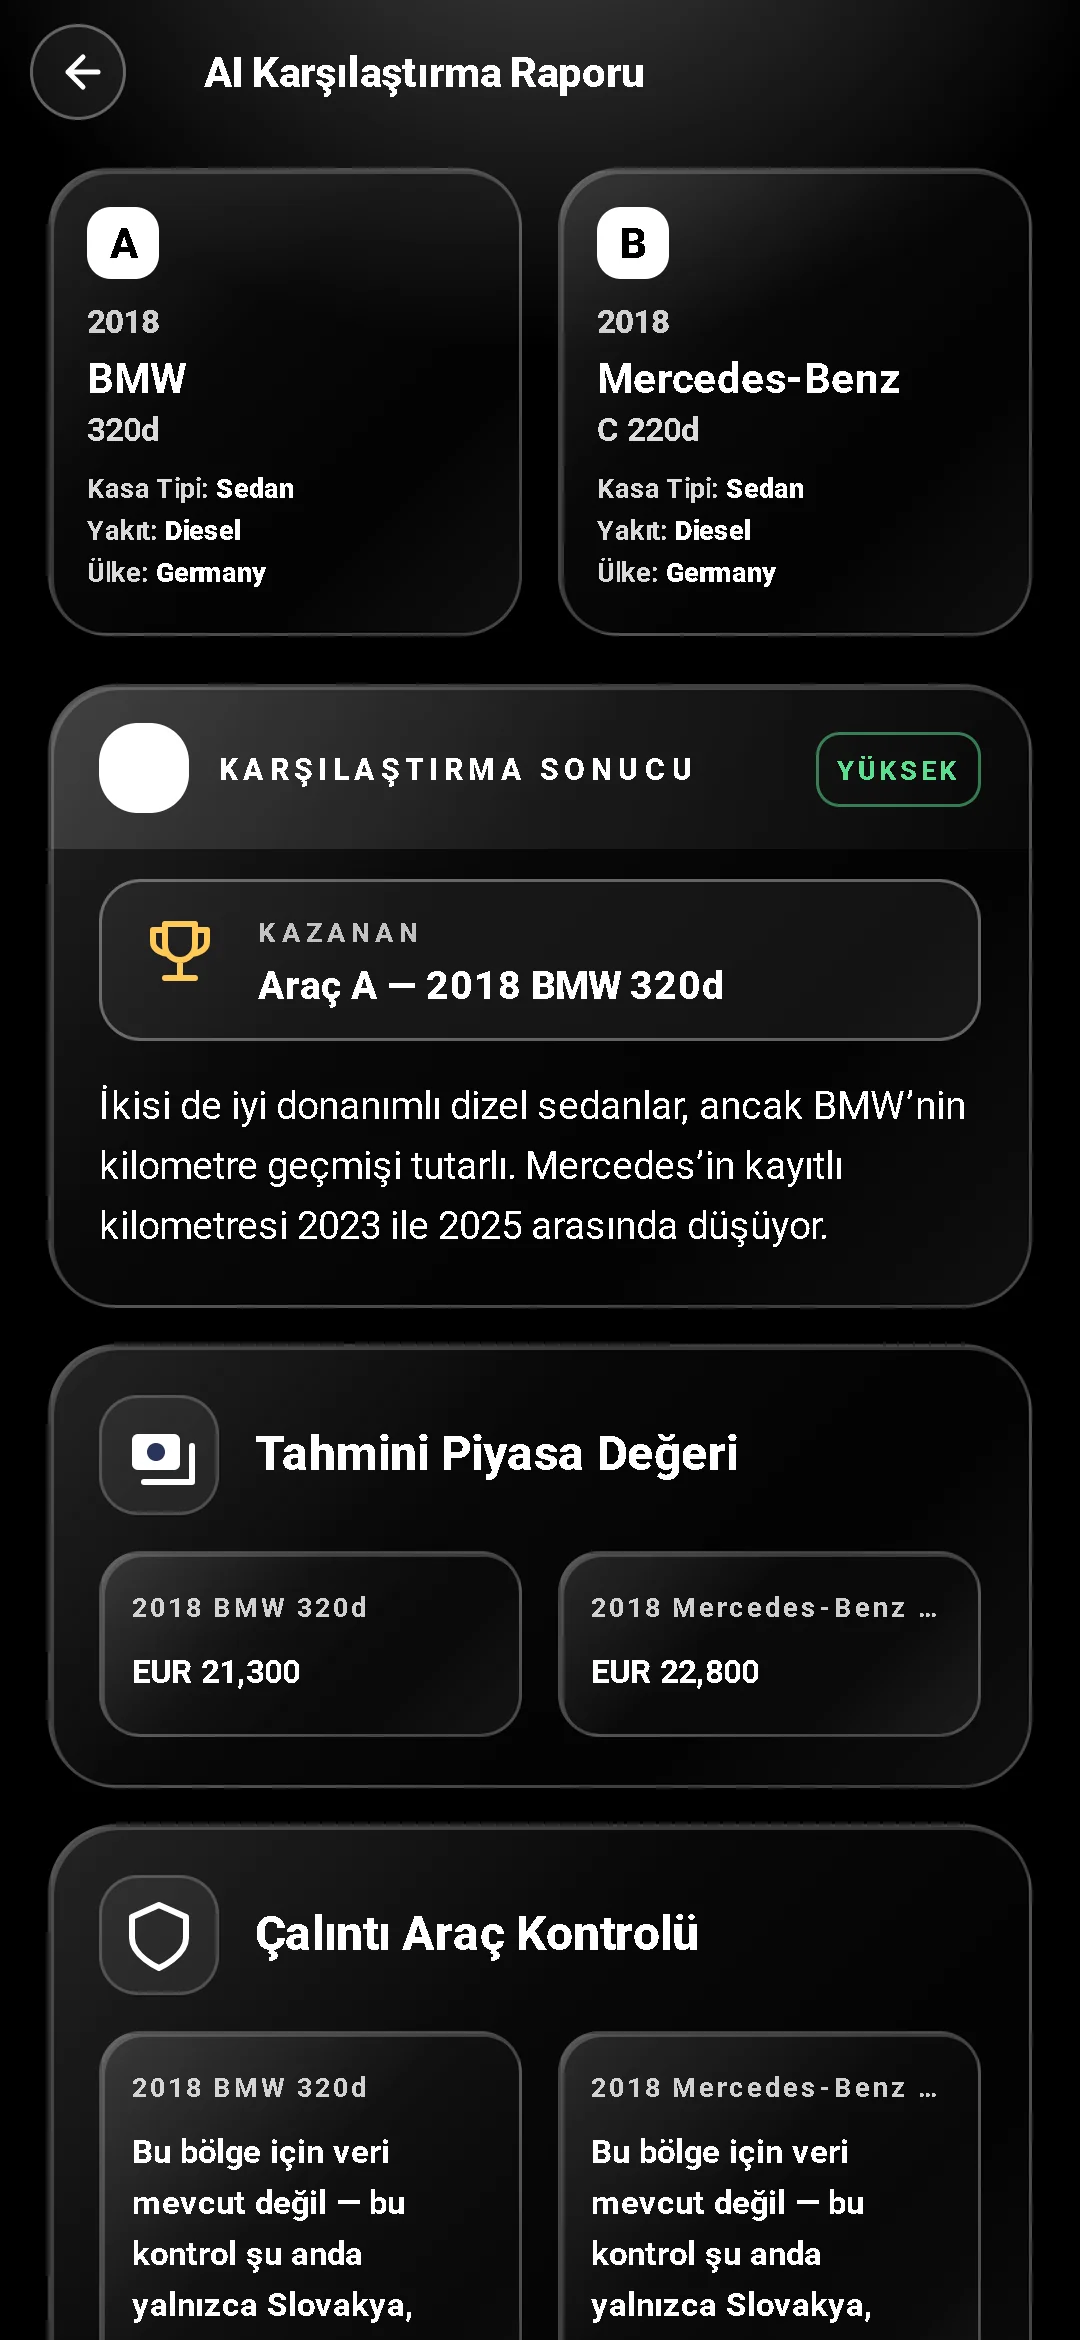 AI Karşılaştırma Raporu
A
2018
BMW
320d
Kasa Tipi: Sedan
Yakıt: Diesel
Ülke: Germany
B
2018
Mercedes-Benz
C 220d
Kasa Tipi: Sedan
Yakıt: Diesel
Ülke: Germany
KARŞILAŞTIRMA SONUCU
YÜKSEK
KAZANAN
Araç A — 2018 BMW 320d
İkisi de iyi donanımlı dizel sedanlar, ancak BMW’nin
kilometre geçmişi tutarlı. Mercedes’in kayıtlı
kilometresi 2023 ile 2025 arasında düşüyor.
Tahmini Piyasa Değeri
2018 BMW 320d
EUR 21,300
2018 Mercedes-Benz …
EUR 22,800
Çalıntı Araç Kontrolü
2018 BMW 320d
Bu bölge için veri
mevcut değil — bu
kontrol şu anda
yalnızca Slovakya,
2018 Mercedes-Benz …
Bu bölge için veri
mevcut değil — bu
kontrol şu anda
yalnızca Slovakya,